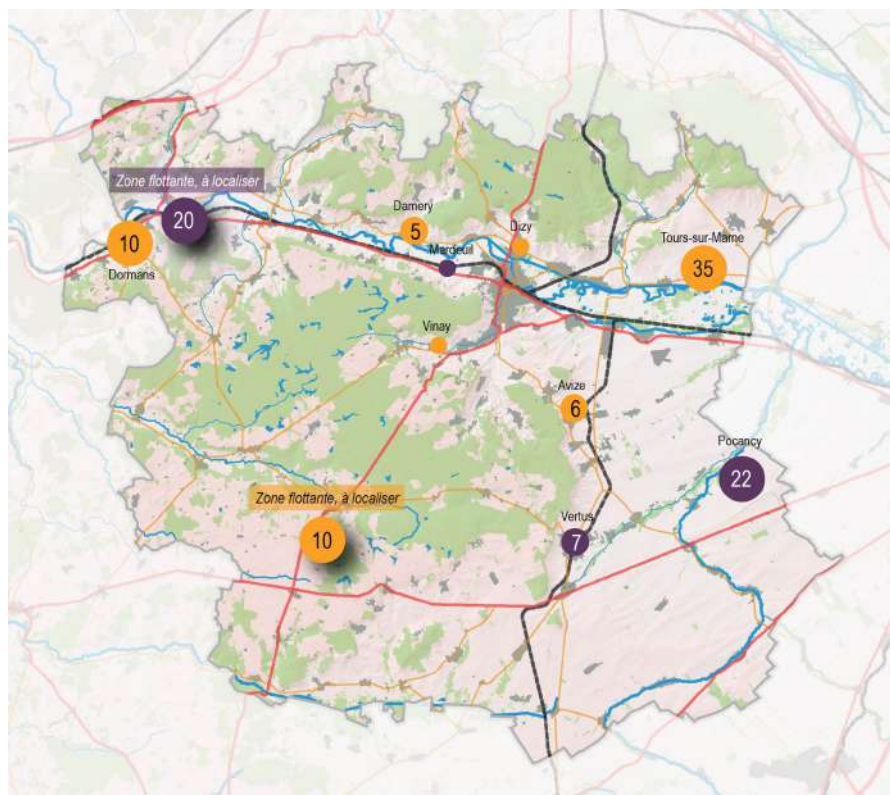 Zone flottante, à localiser
20
Damery
5
Dizy
10
Dormans
Mardeuil
Tours-sur-Marne
35
Vinay
Avize
6
Pocancy
22
Zone flottante, à localiser
10
Vertus
7